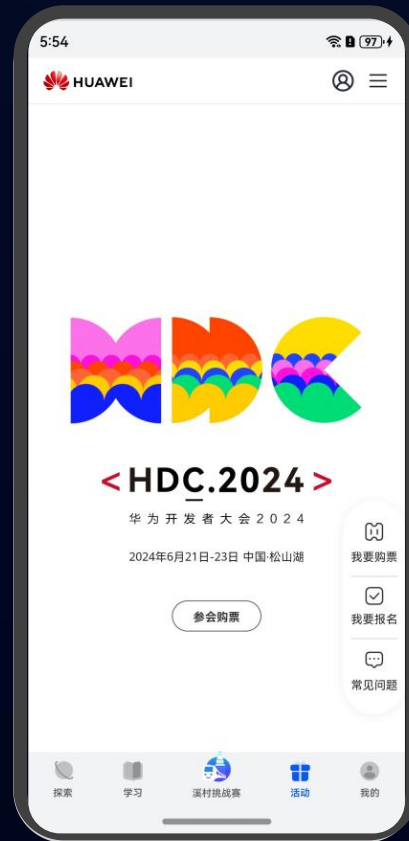 5:54
97
HUAWEI
HDC
<HDC.2024>
华为开发者大会2024
2024年6月21日-23日 中国·松山湖
参会购票
我要购票
我要报名
常见问题
探索
学习
溪村挑战赛
活动
我的